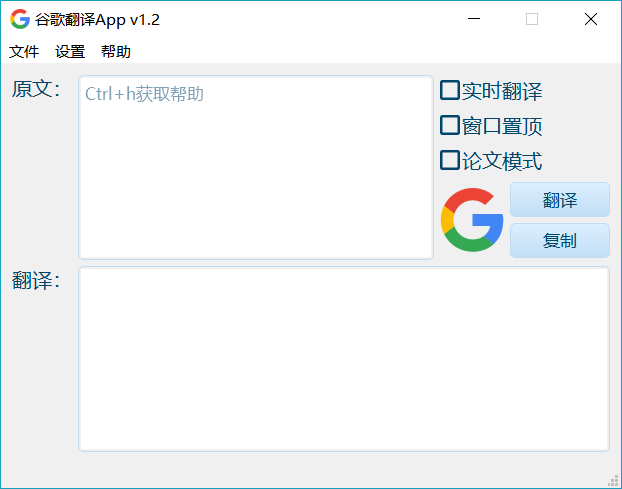 谷歌翻译App v1.2
文件 设置 帮助
原文：
Ctrl+h获取帮助
实时翻译
窗口置顶
论文模式
翻译
复制
翻译：